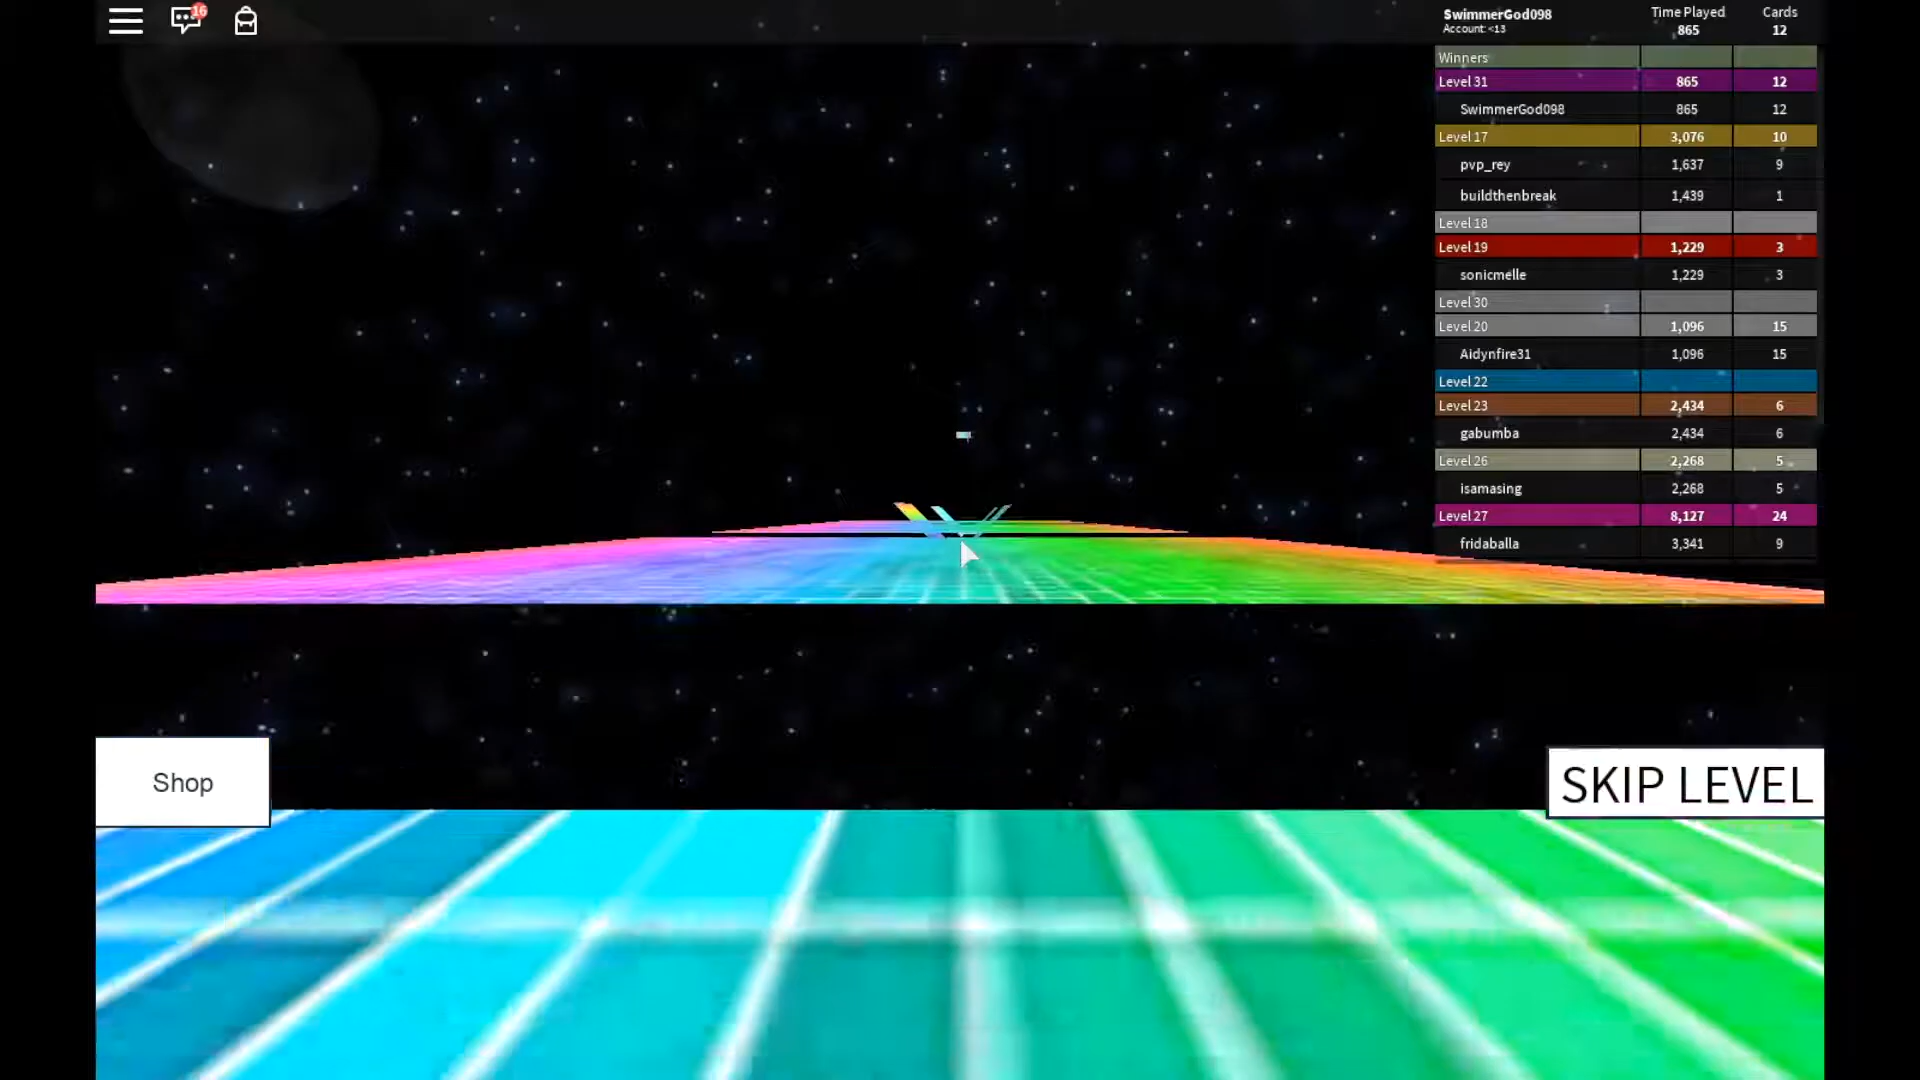 16
SwimmerGod098 Time Played Cards
Account: <13 865 12
Winners
Level 31 865 12
SwimmerGod098 865 12
Level 17 3,076 10
pvp_rey 1,637 9
buildthenbreak 1,439 1
Level 18
Level 19 1,229 3
sonicmelle 1,229 3
Level 30
Level 20 1,096 15
Aidynfire31 1,096 15
Level 22
Level 23 2,434 6
gabumba 2,434 6
Level 26 2,268 5
isamasing 2,268 5
Level 27 8,127 24
fridaballa 3,341 9
Shop
SKIP LEVEL